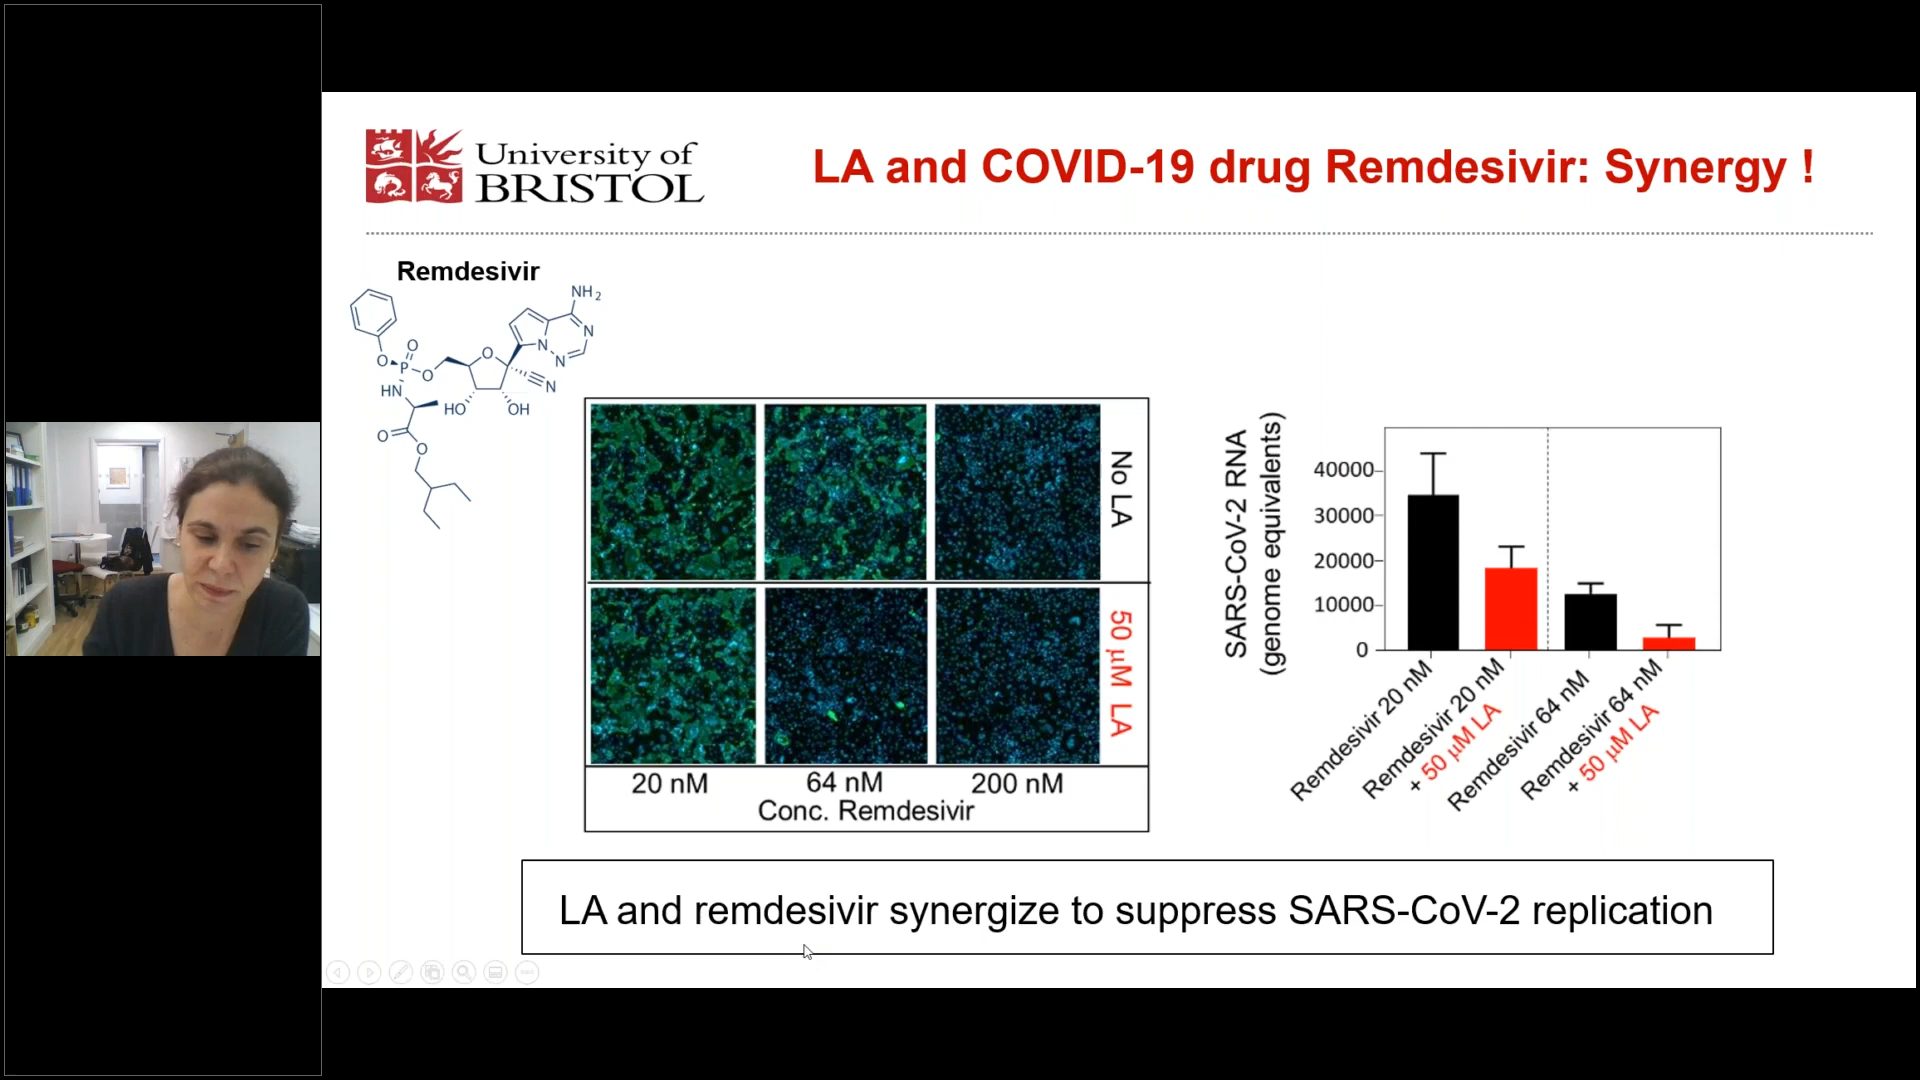 University of
BRISTOL
LA and COVID-19 drug Remdesivir: Synergy !
Remdesivir
NH2
N
N
N
O
O
P
O
O
N
HN
HO
OH
O
O
No LA
50 µM LA
20 nM
64 nM
200 nM
Conc. Remdesivir
SARS-CoV-2 RNA
(genome equivalents)
40000
30000
20000
10000
0
Remdesivir 20 nM
Remdesivir 20 nM
+ 50 µM LA
Remdesivir 64 nM
Remdesivir 64 nM
+ 50 µM LA
LA and remdesivir synergize to suppress SARS-CoV-2 replication